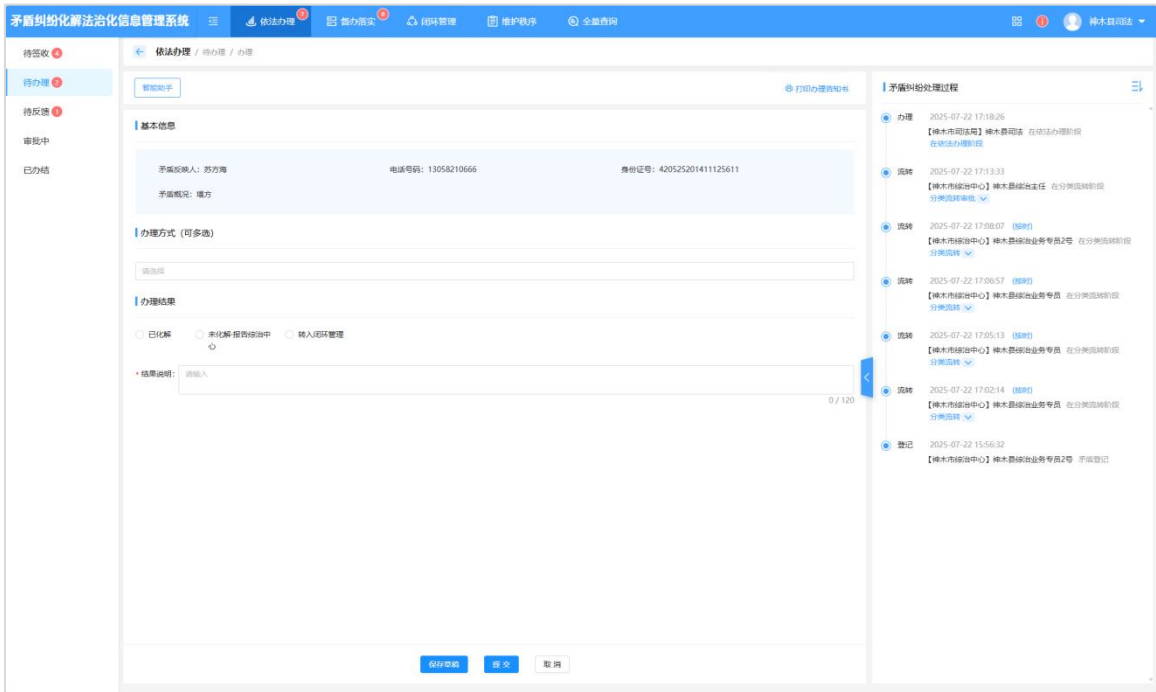 矛盾纠纷化解法治化信息管理系统
依法办理 7
督办落实 6
闭环管理
维护秩序
全量查询
神木县司法
待签收 4
待办理 2
待反馈 1
审批中
已办结
依法办理 / 待办理 / 办理
智能助手
打印办理告知书
基本信息
矛盾反映人：苏方海 电话号码：13058210666 身份证号：420525201411125611
矛盾概况：墙方
办理方式（可多选）
请选择
办理结果
已化解 未化解-报告综治中心 转入闭环管理
* 结果说明： 请输入
0 / 120
保存草稿 提 交 取 消
矛盾纠纷处理过程
办理 2025-07-22 17:18:26
【神木市司法局】神木县司法 在依法办理阶段
在依法办理阶段
流转 2025-07-22 17:13:33
【神木市综治中心】神木县综治主任 在分类流转阶段
分类流转审批
流转 2025-07-22 17:08:07 (按时)
【神木市综治中心】神木县综治业务专员2号 在分类流转阶段
分类流转
流转 2025-07-22 17:06:57 (按时)
【神木市综治中心】神木县综治业务专员 在分类流转阶段
分类流转
流转 2025-07-22 17:05:13 (按时)
【神木市综治中心】神木县综治业务专员 在分类流转阶段
分类流转
流转 2025-07-22 17:02:14 (按时)
【神木市综治中心】神木县综治业务专员 在分类流转阶段
分类流转
登记 2025-07-22 15:56:32
【神木市综治中心】神木县综治业务专员2号 矛盾登记